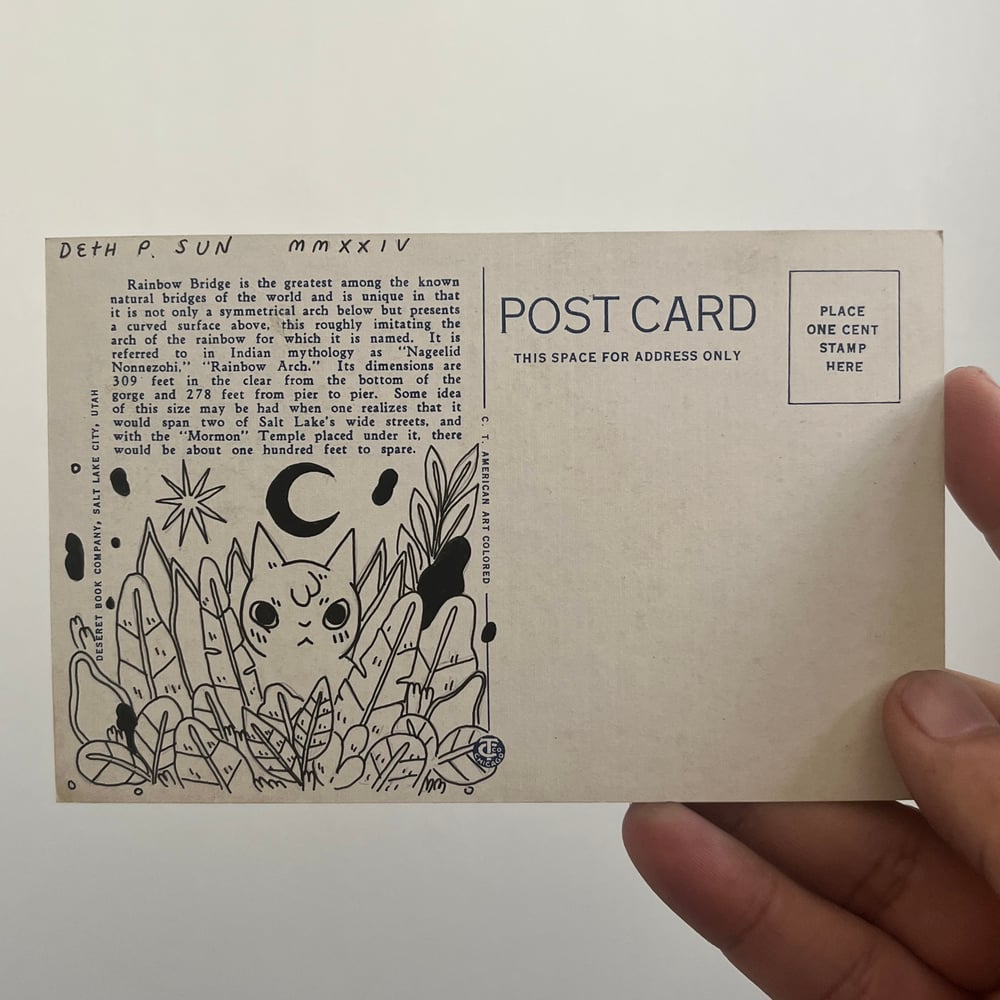 DEtH P. SUN MMXXIV
Rainbow Bridge is the greatest among the known
natural bridges of the world and is unique in that
it is not only a symmetrical arch below but presents
a curved surface above, this roughly imitating the
arch of the rainbow for which it is named. It is
referred to in Indian mythology as “Nageelid
Nonnezohi,” “Rainbow Arch.” Its dimensions are
309 feet in the clear from the bottom of the
gorge and 278 feet from pier to pier. Some idea
of this size may be had when one realizes that it
would span two of Salt Lake's wide streets, and
with the “Mormon” Temple placed under it, there
would be about one hundred feet to spare.
DESERET BOOK COMPANY, SALT LAKE CITY, UTAH
C. T. AMERICAN ART COLORED
POST CARD
THIS SPACE FOR ADDRESS ONLY
PLACE
ONE CENT
STAMP
HERE
CHICAGO